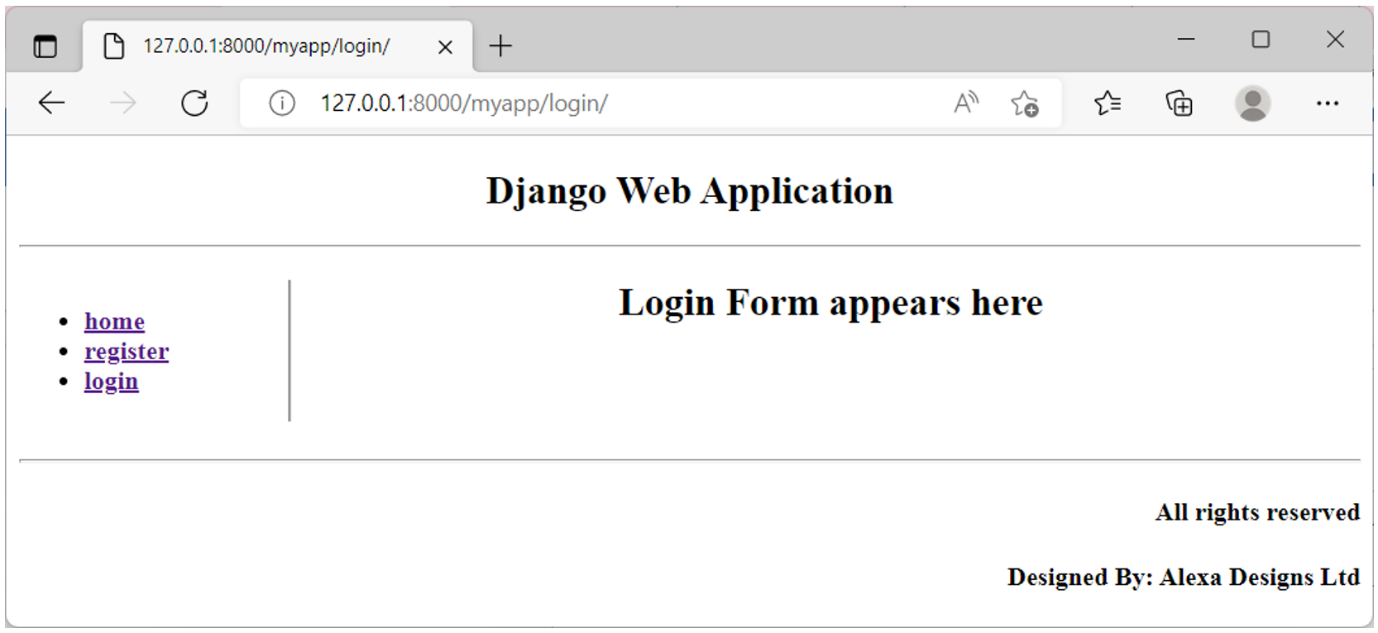 127.0.0.1:8000/myapp/login/
127.0.0.1:8000/myapp/login/
Django Web Application
home
register
login
Login Form appears here
All rights reserved
Designed By: Alexa Designs Ltd